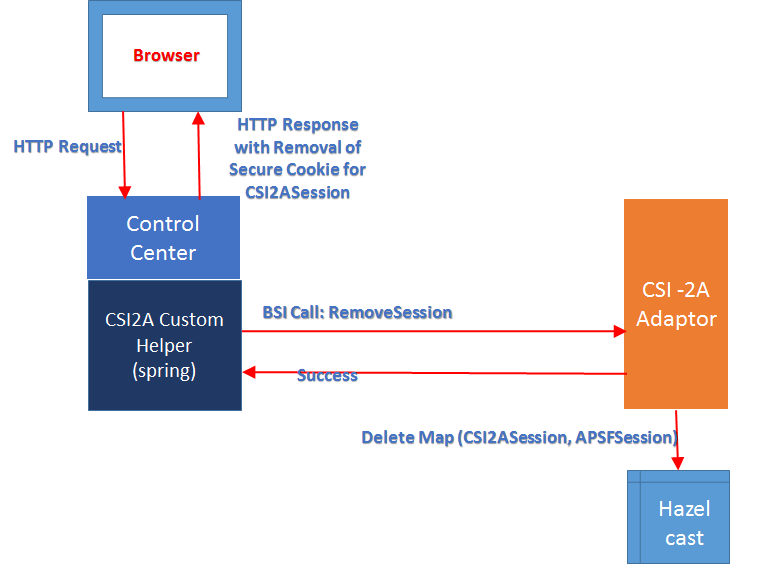 Browser
HTTP Request
HTTP Response
with Removal of
Secure Cookie for
CSI2ASession
Control
Center
CSI2A Custom
Helper
(spring)
BSI Call: RemoveSession
Success
CSI -2A
Adaptor
Delete Map (CSI2ASession, APSFSession)
Hazel
cast